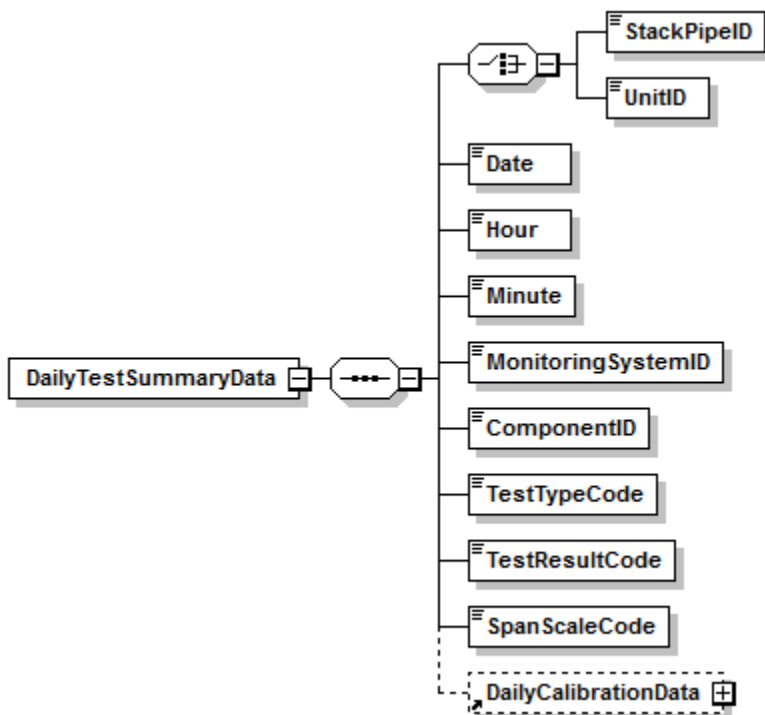 StackPipeID
UnitID
Date
Hour
Minute
DailyTestSummaryData
MonitoringSystemID
ComponentID
TestTypeCode
TestResultCode
SpanScaleCode
DailyCalibrationData